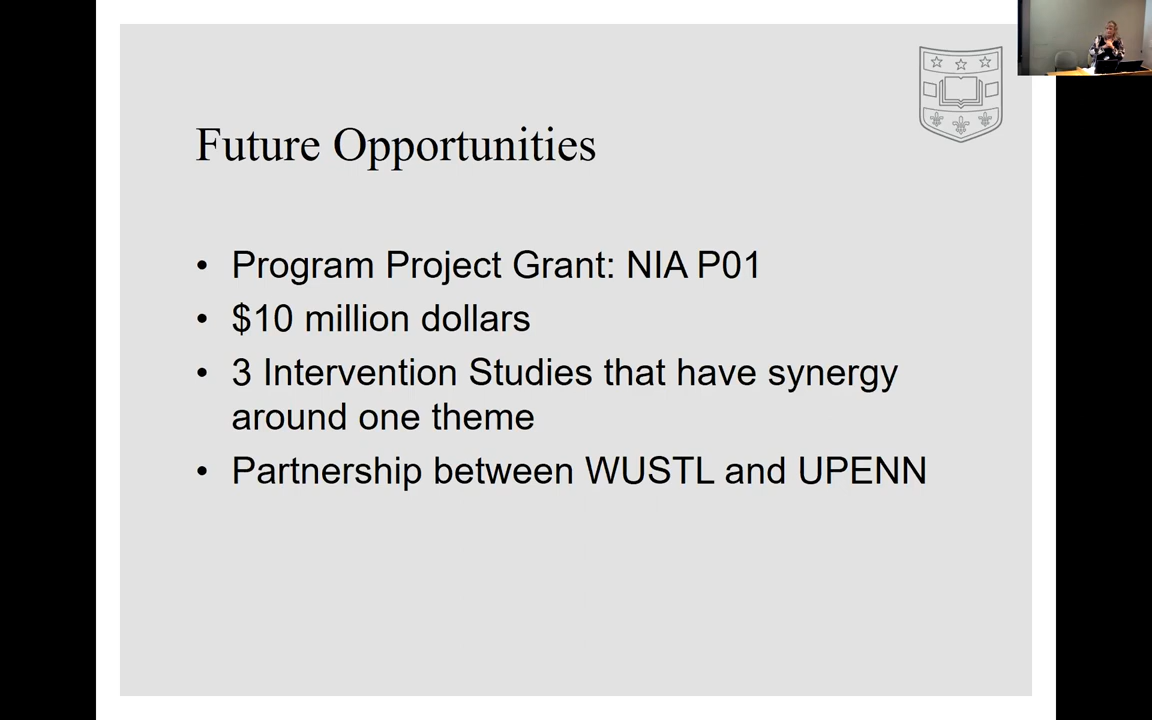 Future Opportunities
• Program Project Grant: NIA P01
• $10 million dollars
• 3 Intervention Studies that have synergy
around one theme
• Partnership between WUSTL and UPENN